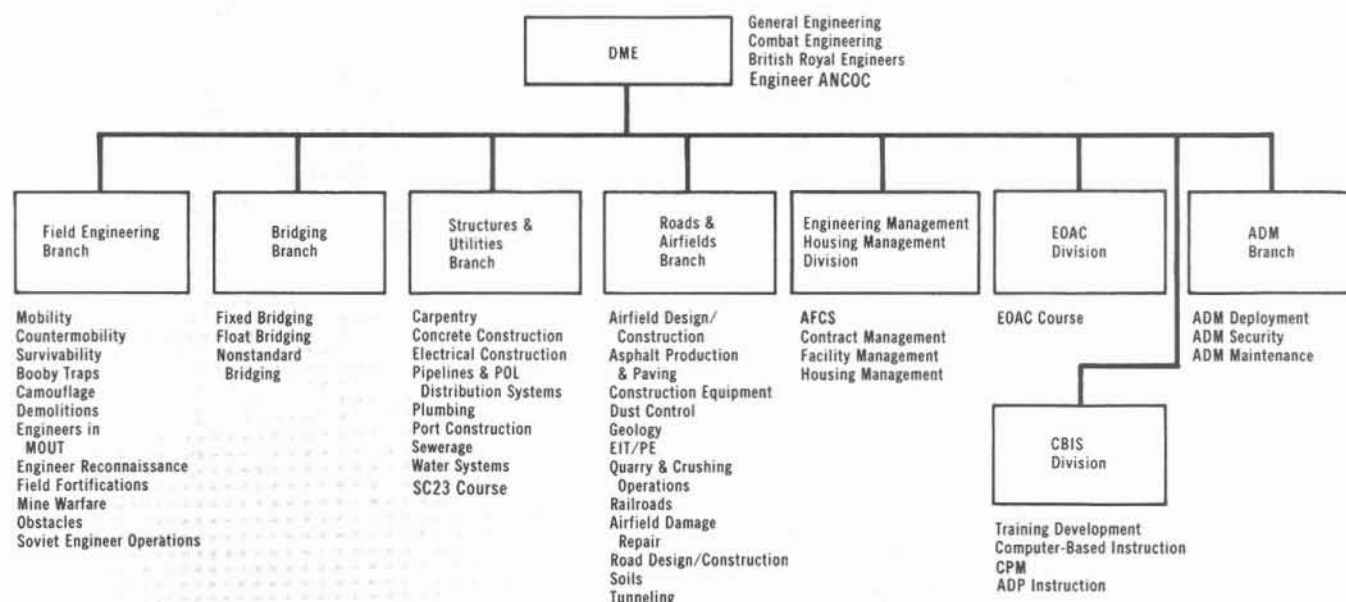 DME
General Engineering
Combat Engineering
British Royal Engineers
Engineer ANCOC
Field Engineering
Branch
Mobility
Countermobility
Survivability
Booby Traps
Camouflage
Demolitions
Engineers in
MOUT
Engineer Reconnaissance
Field Fortifications
Mine Warfare
Obstacles
Soviet Engineer Operations
Bridging
Branch
Fixed Bridging
Float Bridging
Nonstandard
Bridging
Structures &
Utilities
Branch
Carpentry
Concrete Construction
Electrical Construction
Pipelines & POL
Distribution Systems
Plumbing
Port Construction
Sewerage
Water Systems
SC23 Course
Roads &
Airfields
Branch
Airfield Design/
Construction
Asphalt Production
& Paving
Construction Equipment
Dust Control
Geology
EIT/PE
Quarry & Crushing
Operations
Railroads
Airfield Damage
Repair
Road Design/Construction
Soils
Tunneling
Engineering Management
Housing Management
Division
AFCS
Contract Management
Facility Management
Housing Management
EOAC
Division
EOAC Course
CBIS
Division
Training Development
Computer-Based Instruction
CPM
ADP Instruction
ADM
Branch
ADM Deployment
ADM Security
ADM Maintenance